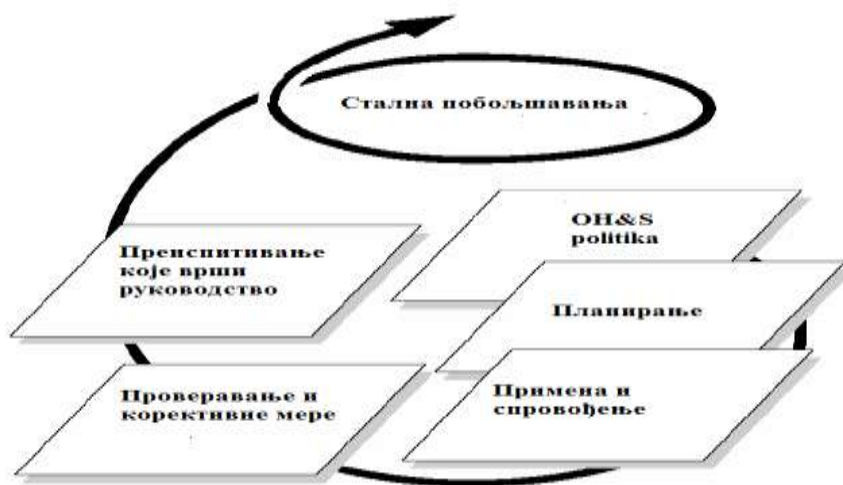 Стална побољшавања
OH&S
politika
Преиспитивање
које врши
руководство
Планирање
Проверавање и
корективне мере
Примена и
спровођење